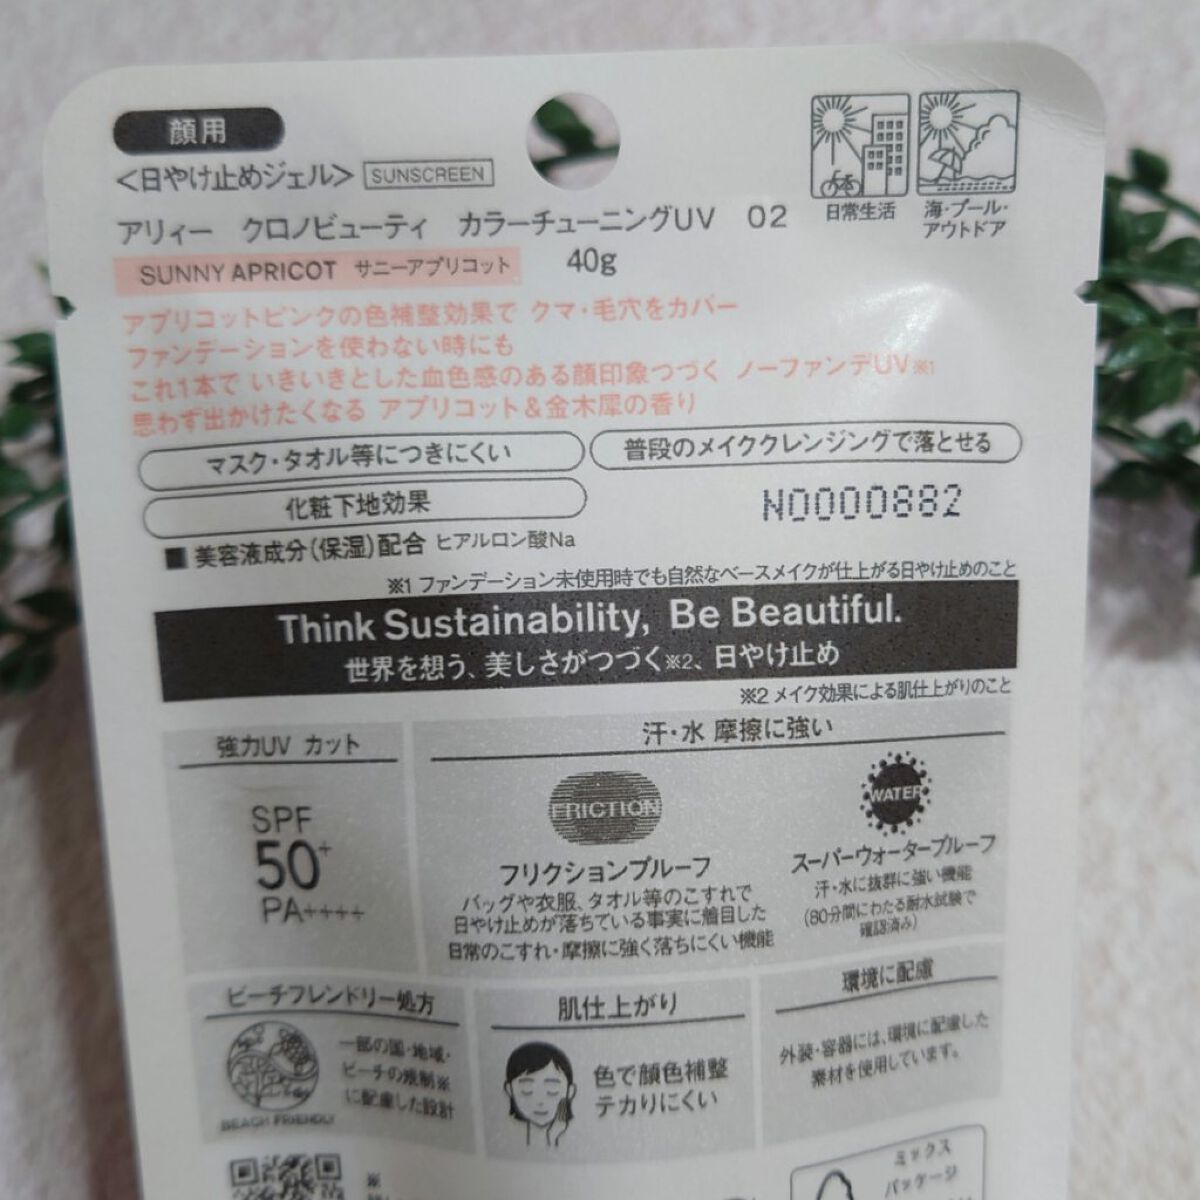 顔用
<日やけ止めジェル> SUNSCREEN
アリィー クロノビューティ カラーチューニングUV 02
SUNNY APRICOT サニーアプリコット 40g
日常生活
海・プール・
アウトドア
アプリコットピンクの色補整効果で クマ・毛穴をカバー
ファンデーションを使わない時にも
これ1本で いきいきとした血色感のある顔印象つづく ノーファンデUV※1
思わず出かけたくなる アプリコット&金木犀の香り
マスク・タオル等につきにくい
普段のメイククレンジングで落とせる
化粧下地効果
N0000882
■ 美容液成分(保湿)配合 ヒアルロン酸Na
※1 ファンデーション未使用時でも自然なベースメイクが仕上がる日やけ止めのこと
Think Sustainability, Be Beautiful.
世界を想う、美しさがつづく※2、日やけ止め
※2 メイク効果による肌仕上がりのこと
強力UV カット
SPF
50+
PA++++
汗・水 摩擦に強い
FRICTION
フリクションプルーフ
バッグや衣服、タオル等のこすれで
日やけ止めが落ちている事実に着目した
日常のこすれ・摩擦に強く落ちにくい機能
WATER
スーパーウォータープルーフ
汗・水に抜群に強い機能
(80分間にわたる耐水試験で
確認済み)
ビーチフレンドリー処方
BEACH FRIENDLY
一部の国・地域・
ビーチの規制※
に配慮した設計
肌仕上がり
色で顔色補整
テカりにくい
環境に配慮
外装・容器には、環境に配慮した
素材を使用しています。
※
ミックス
パッケージ